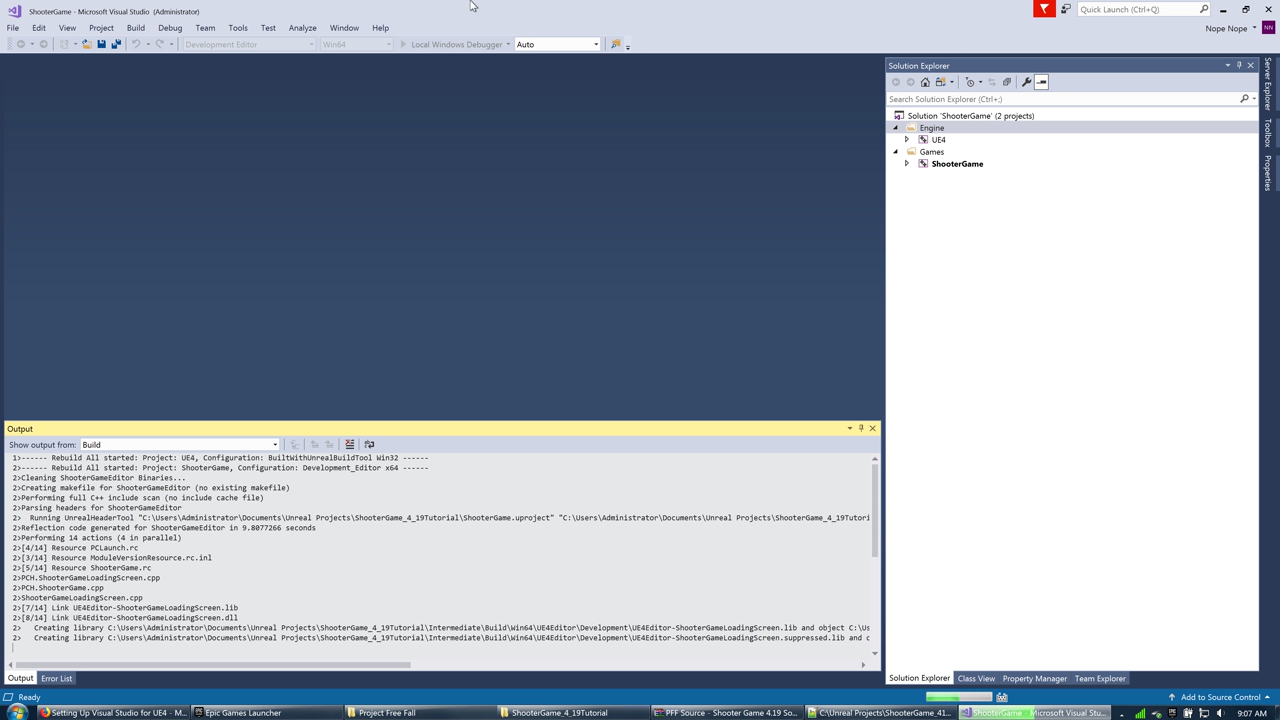 ShooterGame - Microsoft Visual Studio (Administrator)
Quick Launch (Ctrl+Q)
File Edit View Project Build Debug Team Tools Test Analyze Window Help
Nope Nope NN
Development Editor Win64 Local Windows Debugger Auto
Solution Explorer
Search Solution Explorer (Ctrl+;)
Solution 'ShooterGame' (2 projects)
Engine
UE4
Games
ShooterGame
Server Explorer
Toolbox
Properties
Output
Show output from: Build
1>------ Rebuild All started: Project: UE4, Configuration: BuiltWithUnrealBuildTool Win32 ------
2>------ Rebuild All started: Project: ShooterGame, Configuration: Development_Editor x64 ------
2>Cleaning ShooterGameEditor Binaries...
2>Creating makefile for ShooterGameEditor (no existing makefile)
2>Performing full C++ include scan (no include cache file)
2>Parsing headers for ShooterGameEditor
2>  Running UnrealHeaderTool "C:\Users\Administrator\Documents\Unreal Projects\ShooterGame_4_19Tutorial\ShooterGame.uproject" "C:\Users\Administrator\Documents\Unreal Projects\ShooterGame_4_19Tutori
2>Reflection code generated for ShooterGameEditor in 9.8077266 seconds
2>Performing 14 actions (4 in parallel)
2>[4/14] Resource PCLaunch.rc
2>[3/14] Resource ModuleVersionResource.rc.inl
2>[5/14] Resource ShooterGame.rc
2>PCH.ShooterGameLoadingScreen.cpp
2>PCH.ShooterGame.cpp
2>ShooterGameLoadingScreen.cpp
2>[7/14] Link UE4Editor-ShooterGameLoadingScreen.lib
2>[8/14] Link UE4Editor-ShooterGameLoadingScreen.dll
2>   Creating library C:\Users\Administrator\Documents\Unreal Projects\ShooterGame_4_19Tutorial\Intermediate\Build\Win64\UE4Editor\Development\UE4Editor-ShooterGameLoadingScreen.lib and object C:\Us
2>   Creating library C:\Users\Administrator\Documents\Unreal Projects\ShooterGame_4_19Tutorial\Intermediate\Build\Win64\UE4Editor\Development\UE4Editor-ShooterGameLoadingScreen.suppressed.lib and o
Output Error List
Solution Explorer Class View Property Manager Team Explorer
Ready
Add to Source Control
Setting Up Visual Studio for UE4 - M... Epic Games Launcher Project Free Fall ShooterGame_4_19Tutorial PFF Source - Shooter Game 4.19 So... C:\Unreal Projects\ShooterGame_41... ShooterGame - Microsoft Visual Stu... 9:07 AM